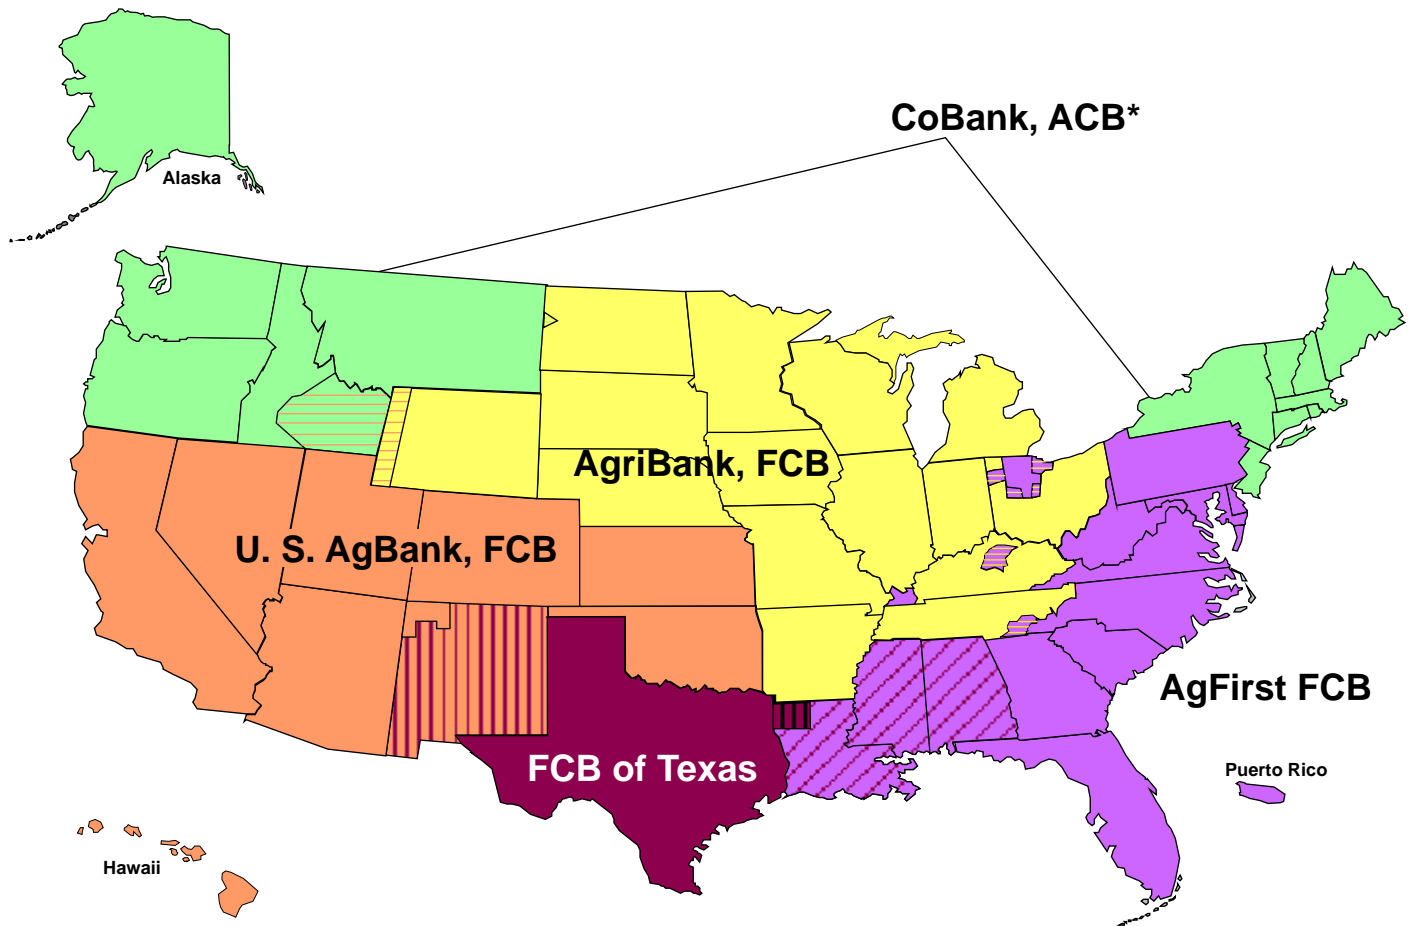 CoBank, ACB*
Alaska
AgriBank, FCB
U. S. AgBank, FCB
AgFirst FCB
FCB of Texas
Puerto Rico
Hawaii